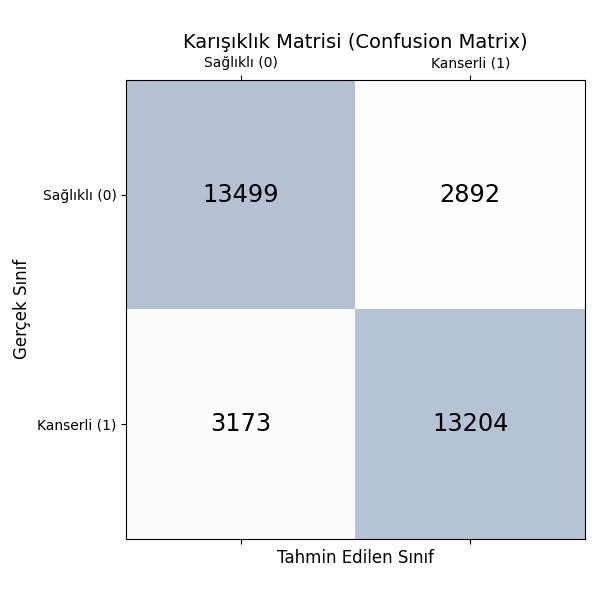 Karışıklık Matrisi (Confusion Matrix)
Sağlıklı (0) Kanserli (1)
Sağlıklı (0) 13499 2892
Gerçek Sınıf
Kanserli (1) 3173 13204
Tahmin Edilen Sınıf